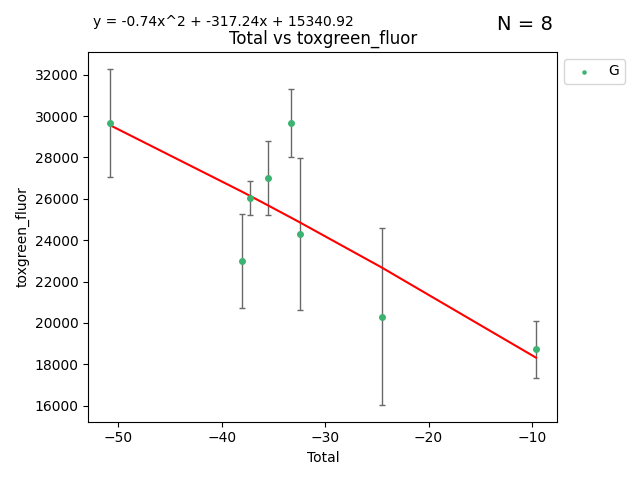 y = -0.74x^2 + -317.24x + 15340.92
N = 8
Total vs toxgreen_fluor
G
32000
30000
28000
26000
24000
22000
20000
18000
16000
toxgreen_fluor
−50
−40
−30
−20
−10
Total